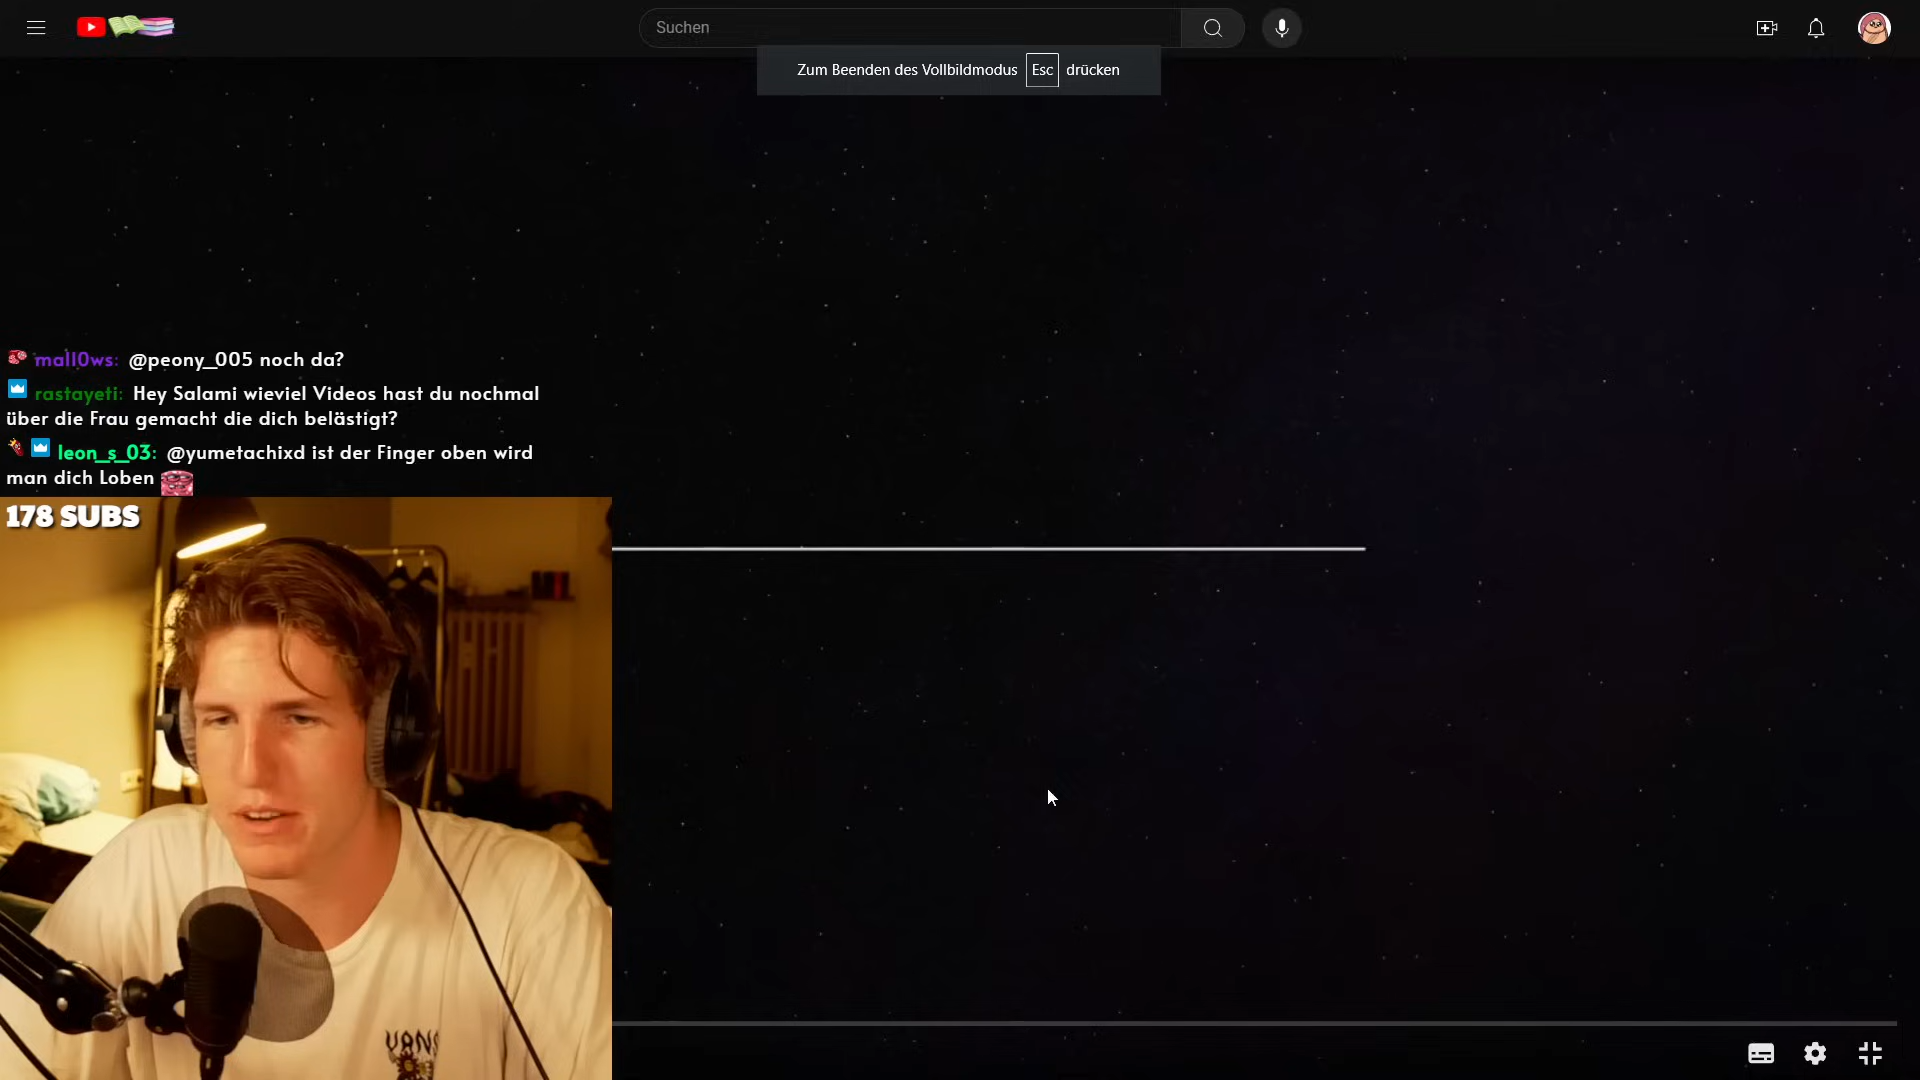 Suchen
Zum Beenden des Vollbildmodus Esc drücken
mall0ws: @peony_005 noch da?
rastayeti: Hey Salami wieviel Videos hast du nochmal
über die Frau gemacht die dich belästigt?
leon_s_03: @yumetachixd ist der Finger oben wird
man dich Loben
178 SUBS
VANS